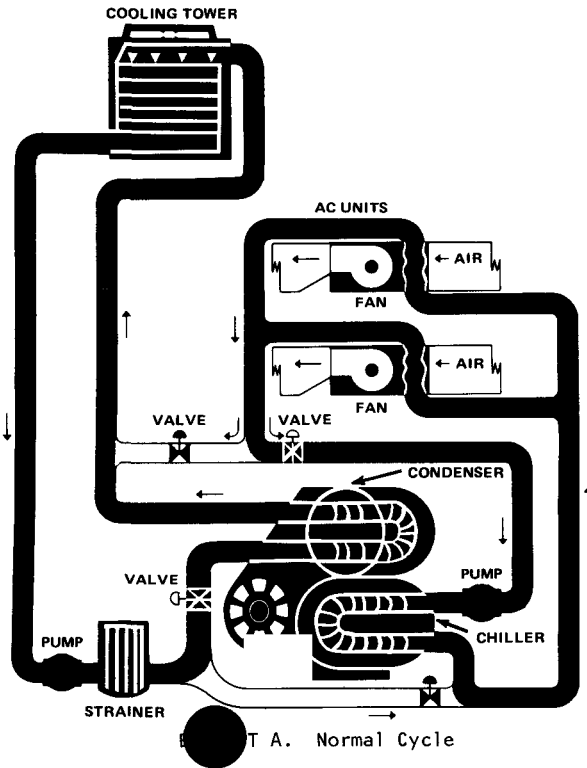 COOLING TOWER
AC UNITS
AIR
FAN
AIR
FAN
VALVE
VALVE
CONDENSER
VALVE
PUMP
CHILLER
PUMP
STRAINER
T A. Normal Cycle